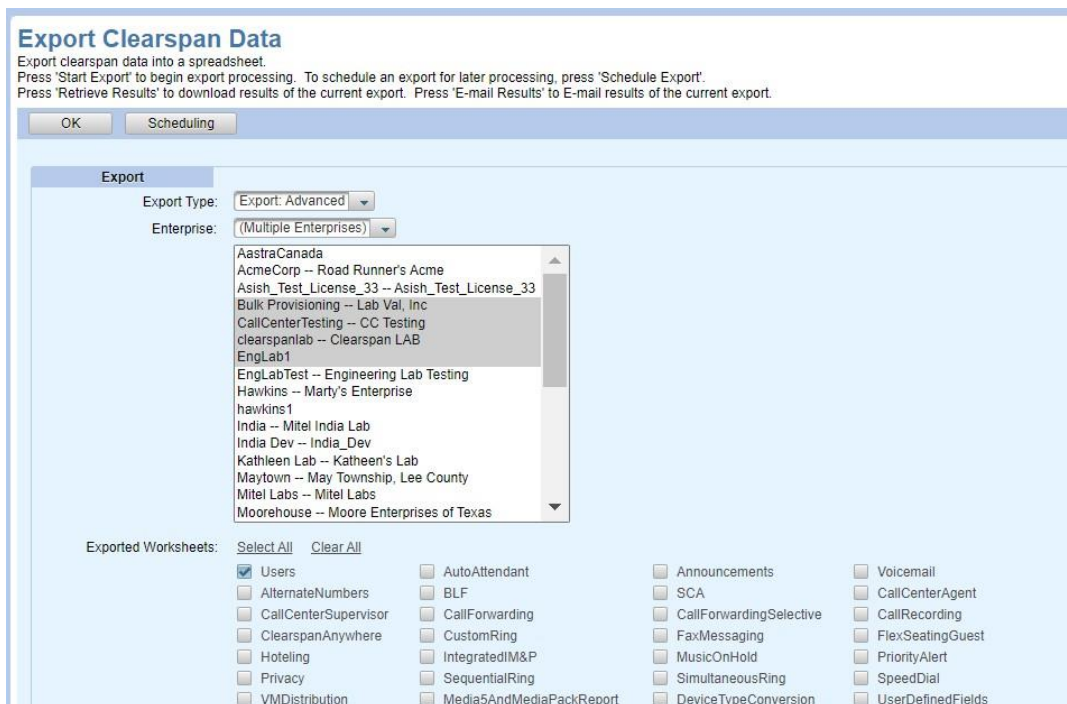 Export Clearspan Data
Export clearspan data into a spreadsheet.
Press 'Start Export' to begin export processing. To schedule an export for later processing, press 'Schedule Export'.
Press 'Retrieve Results' to download results of the current export. Press 'E-mail Results' to E-mail results of the current export.
OK Scheduling
Export
Export Type: Export: Advanced
Enterprise: (Multiple Enterprises)
AastraCanada
AcmeCorp -- Road Runner's Acme
Asish_Test_License_33 -- Asish_Test_License_33
Bulk Provisioning -- Lab Val, Inc
CallCenterTesting -- CC Testing
clearspanlab -- Clearspan LAB
EngLab1
EngLabTest -- Engineering Lab Testing
Hawkins -- Marty's Enterprise
hawkins1
India -- Mitel India Lab
India Dev -- India_Dev
Kathleen Lab -- Katheen's Lab
Maytown -- May Township, Lee County
Mitel Labs -- Mitel Labs
Moorehouse -- Moore Enterprises of Texas
Exported Worksheets: Select All Clear All
Users AutoAttendant Announcements Voicemail
AlternateNumbers BLF SCA CallCenterAgent
CallCenterSupervisor CallForwarding CallForwardingSelective CallRecording
ClearspanAnywhere CustomRing FaxMessaging FlexSeatingGuest
Hoteling IntegratedIM&P MusicOnHold PriorityAlert
Privacy SequentialRing SimultaneousRing SpeedDial
VMDistribution Media5AndMediaPackReport DeviceTypeConversion UserDefinedFields